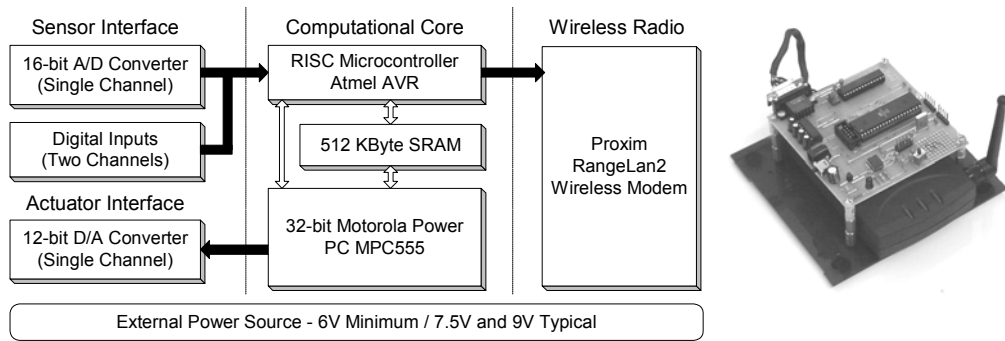 Sensor Interface
16-bit A/D Converter
(Single Channel)
Digital Inputs
(Two Channels)
Actuator Interface
12-bit D/A Converter
(Single Channel)
Computational Core
RISC Microcontroller
Atmel AVR
512 KByte SRAM
32-bit Motorola Power
PC MPC555
Wireless Radio
Proxim
RangeLan2
Wireless Modem
External Power Source - 6V Minimum / 7.5V and 9V Typical